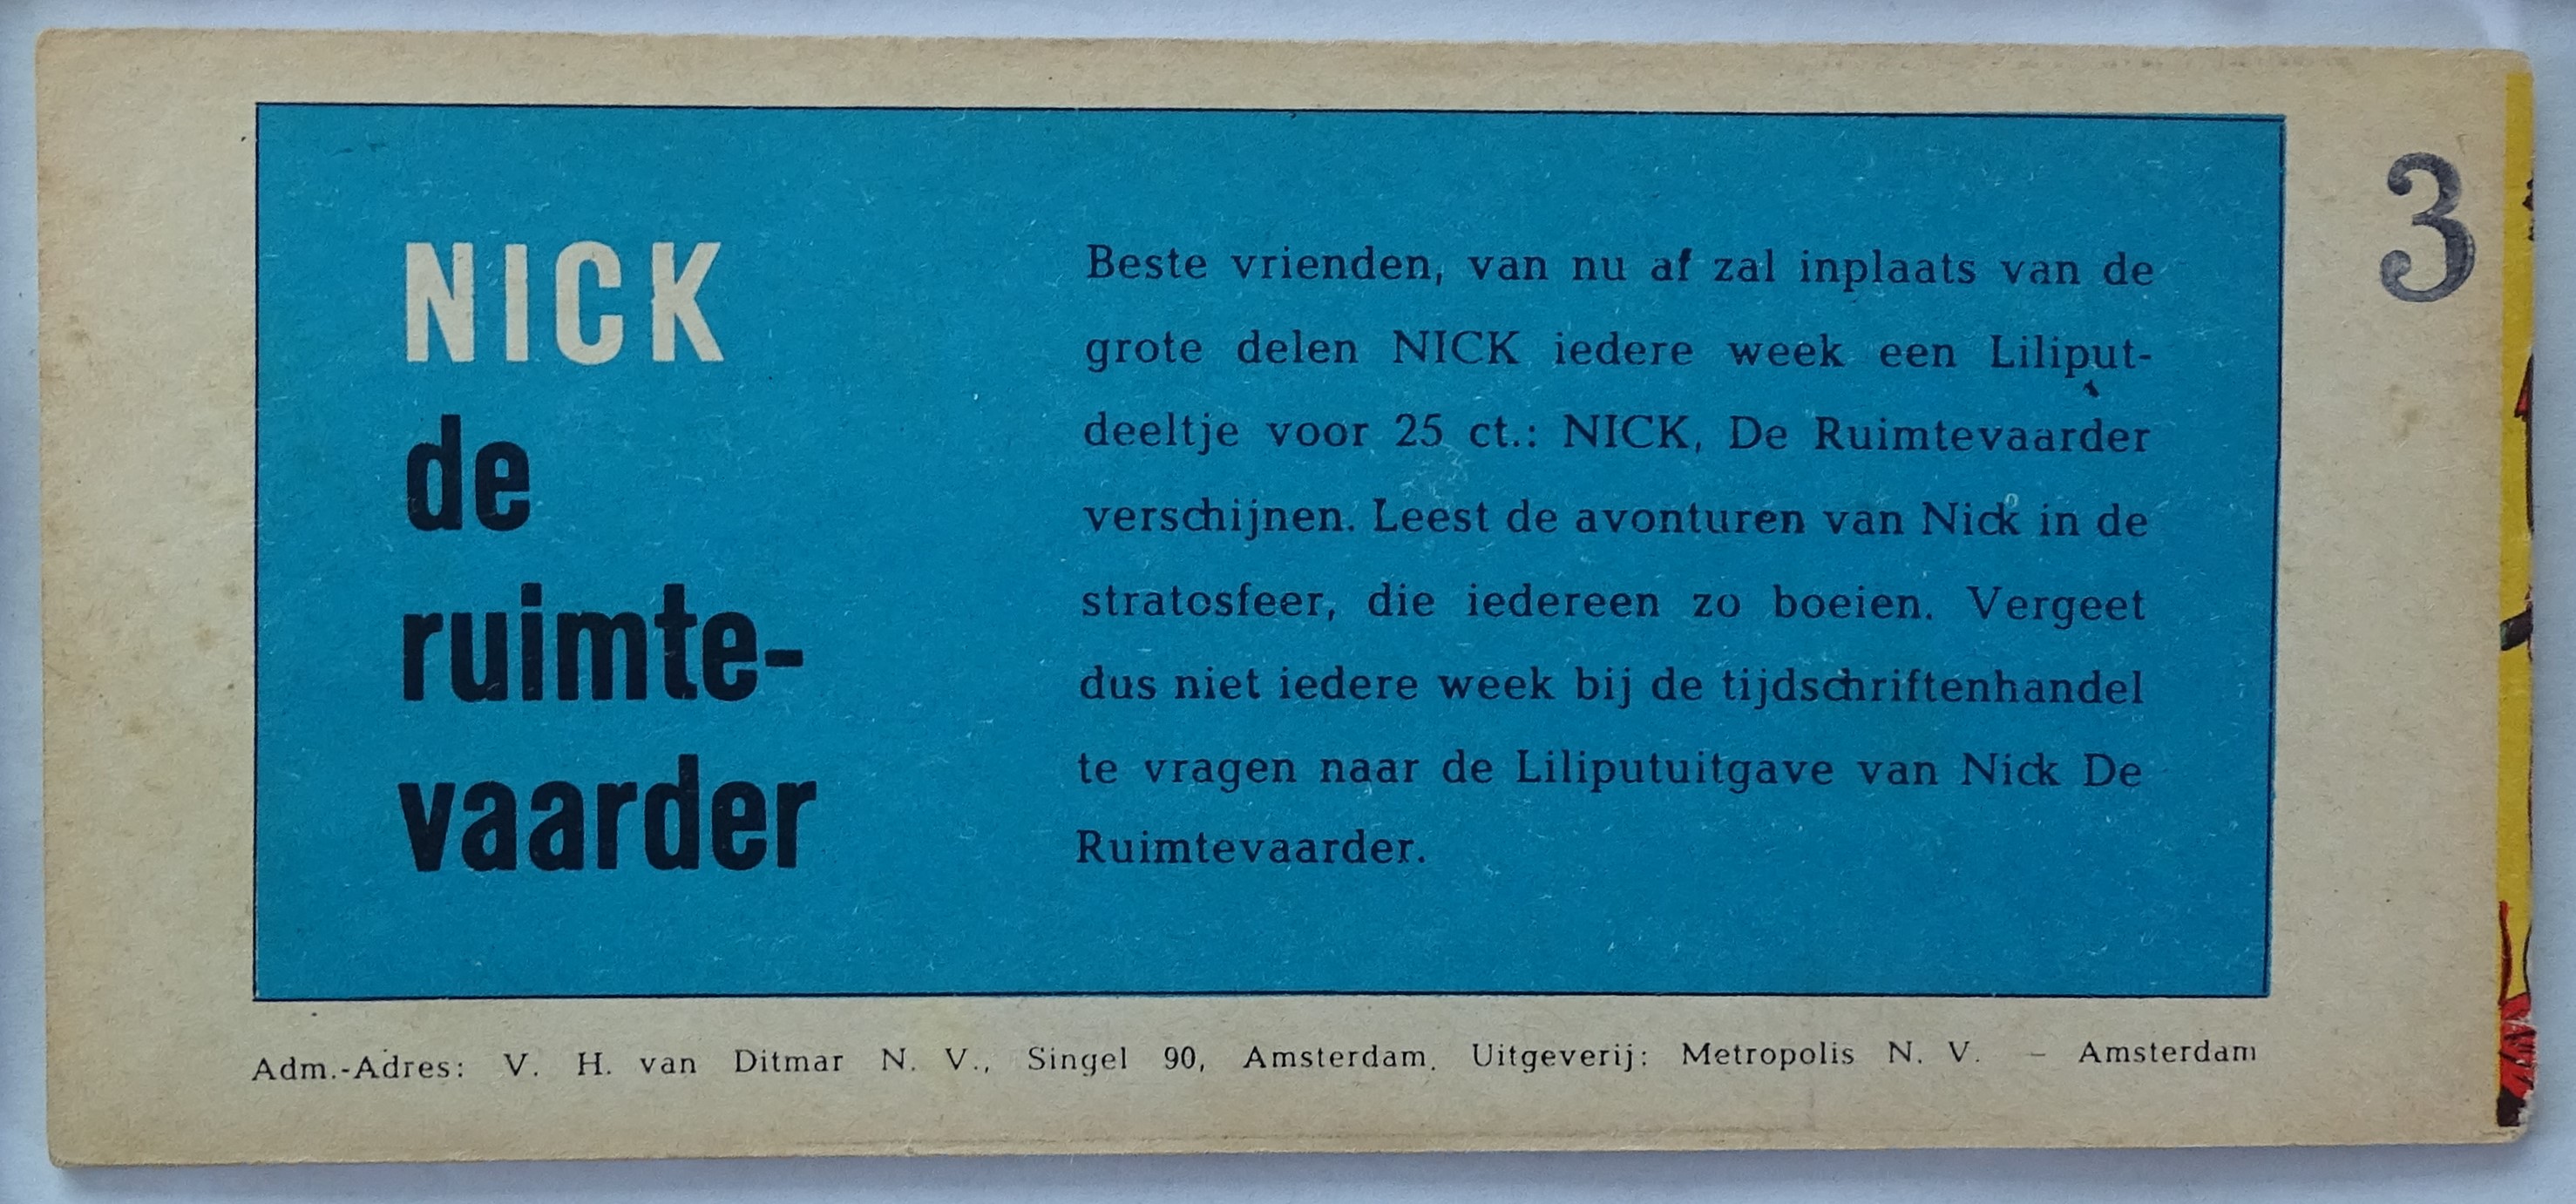 NICK
de
ruimte-
vaarder
Beste vrienden, van nu af zal inplaats van de
grote delen NICK iedere week een Liliput-
deeltje voor 25 ct.: NICK, De Ruimtevaarder
verschijnen. Leest de avonturen van Nick in de
stratosfeer, die iedereen zo boeien. Vergeet
dus niet iedere week bij de tijdschriftenhandel
te vragen naar de Liliputuitgave van Nick De
Ruimtevaarder.
3
Adm.-Adres: V. H. van Ditmar N. V., Singel 90, Amsterdam. Uitgeverij: Metropolis N. V. – Amsterdam